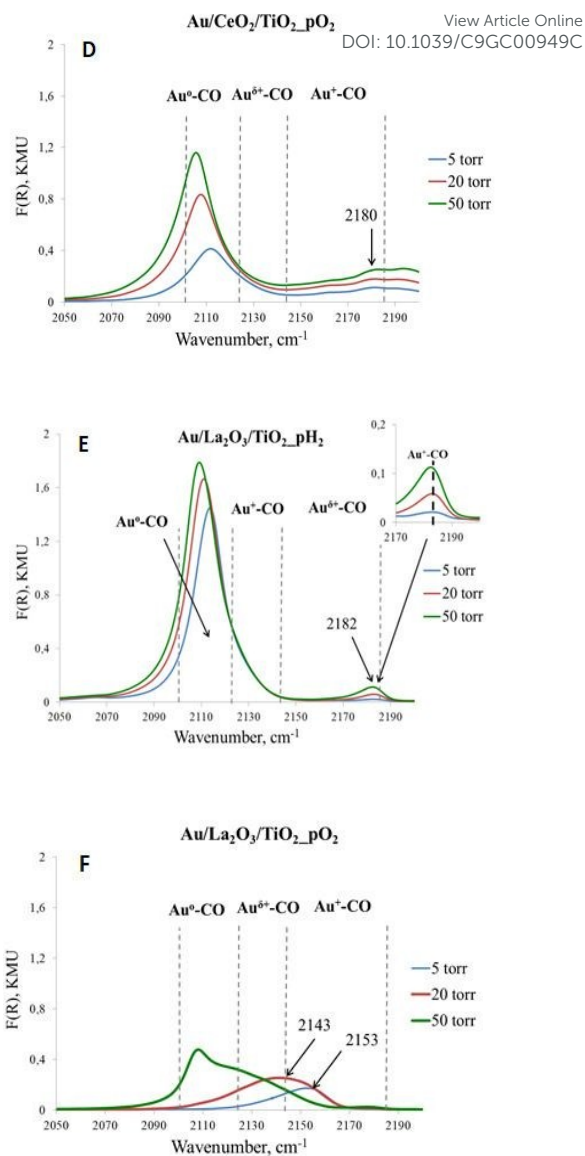 View Article Online
DOI: 10.1039/C9GC00949C
Au/CeO₂/TiO₂_pO₂
D
2
1,6
1,2
0,8
0,4
0
F(R), KMU
Auº-CO Auᵟ⁺-CO Au⁺-CO
2180
5 torr
20 torr
50 torr
2050 2070 2090 2110 2130 2150 2170 2190
Wavenumber, cm⁻¹
E
Au/La₂O₃/TiO₂_pH₂
2
1,6
1,2
0,8
0,4
0
F(R), KMU
Auº-CO Au⁺-CO Auᵟ⁺-CO
0,2
0,1
0
Au⁺-CO
2170 2190
5 torr
20 torr
50 torr
2182
2050 2070 2090 2110 2130 2150 2170 2190
Wavenumber, cm⁻¹
Au/La₂O₃/TiO₂_pO₂
F
2
1,6
1,2
0,8
0,4
0
F(R), KMU
Auº-CO Auᵟ⁺-CO Au⁺-CO
2143
2153
5 torr
20 torr
50 torr
2050 2070 2090 2110 2130 2150 2170 2190
Wavenumber, cm⁻¹